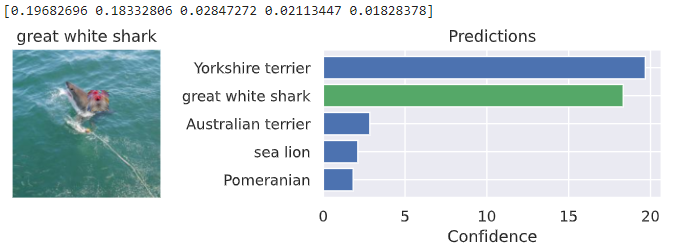 [0.19682696 0.18332806 0.02847272 0.02113447 0.01828378]
great white shark
Predictions
Yorkshire terrier
great white shark
Australian terrier
sea lion
Pomeranian
0 5 10 15 20
Confidence